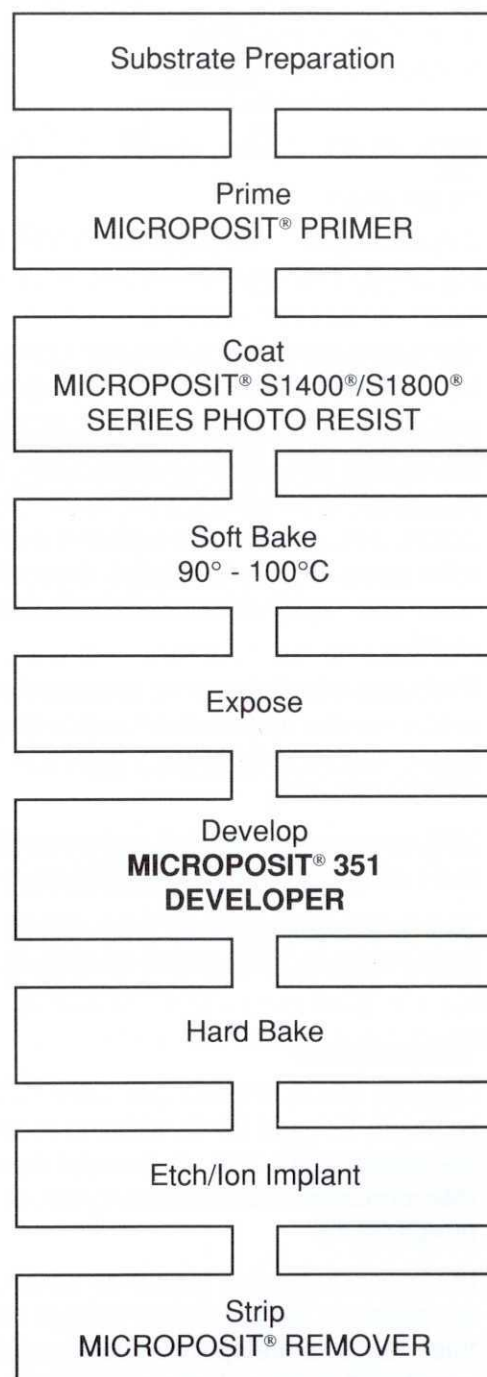 Substrate Preparation
Prime
MICROPOSIT® PRIMER
Coat
MICROPOSIT® S1400®/S1800®
SERIES PHOTO RESIST
Soft Bake
90° - 100°C
Expose
Develop
MICROPOSIT® 351
DEVELOPER
Hard Bake
Etch/Ion Implant
Strip
MICROPOSIT® REMOVER